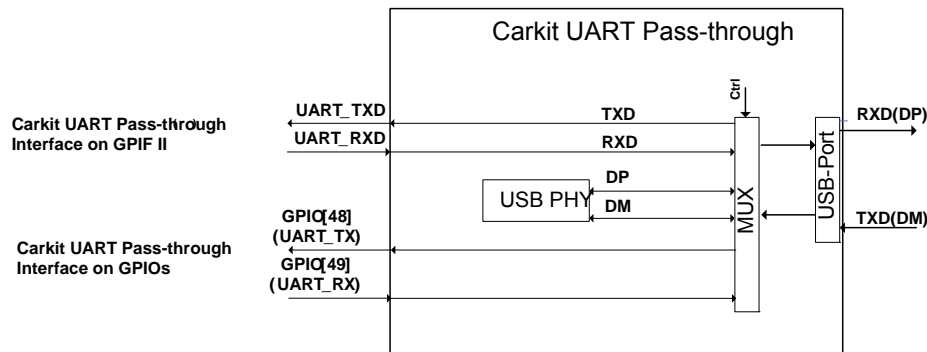 Carkit UART Pass-through
Ctrl
UART_TXD
TXD
RXD(DP)
Carkit UART Pass-through
Interface on GPIF II
UART_RXD
RXD
DP
USB PHY
DM
MUX
USB-Port
TXD(DM)
GPIO[48]
(UART_TX)
Carkit UART Pass-through
Interface on GPIOs
GPIO[49]
(UART_RX)